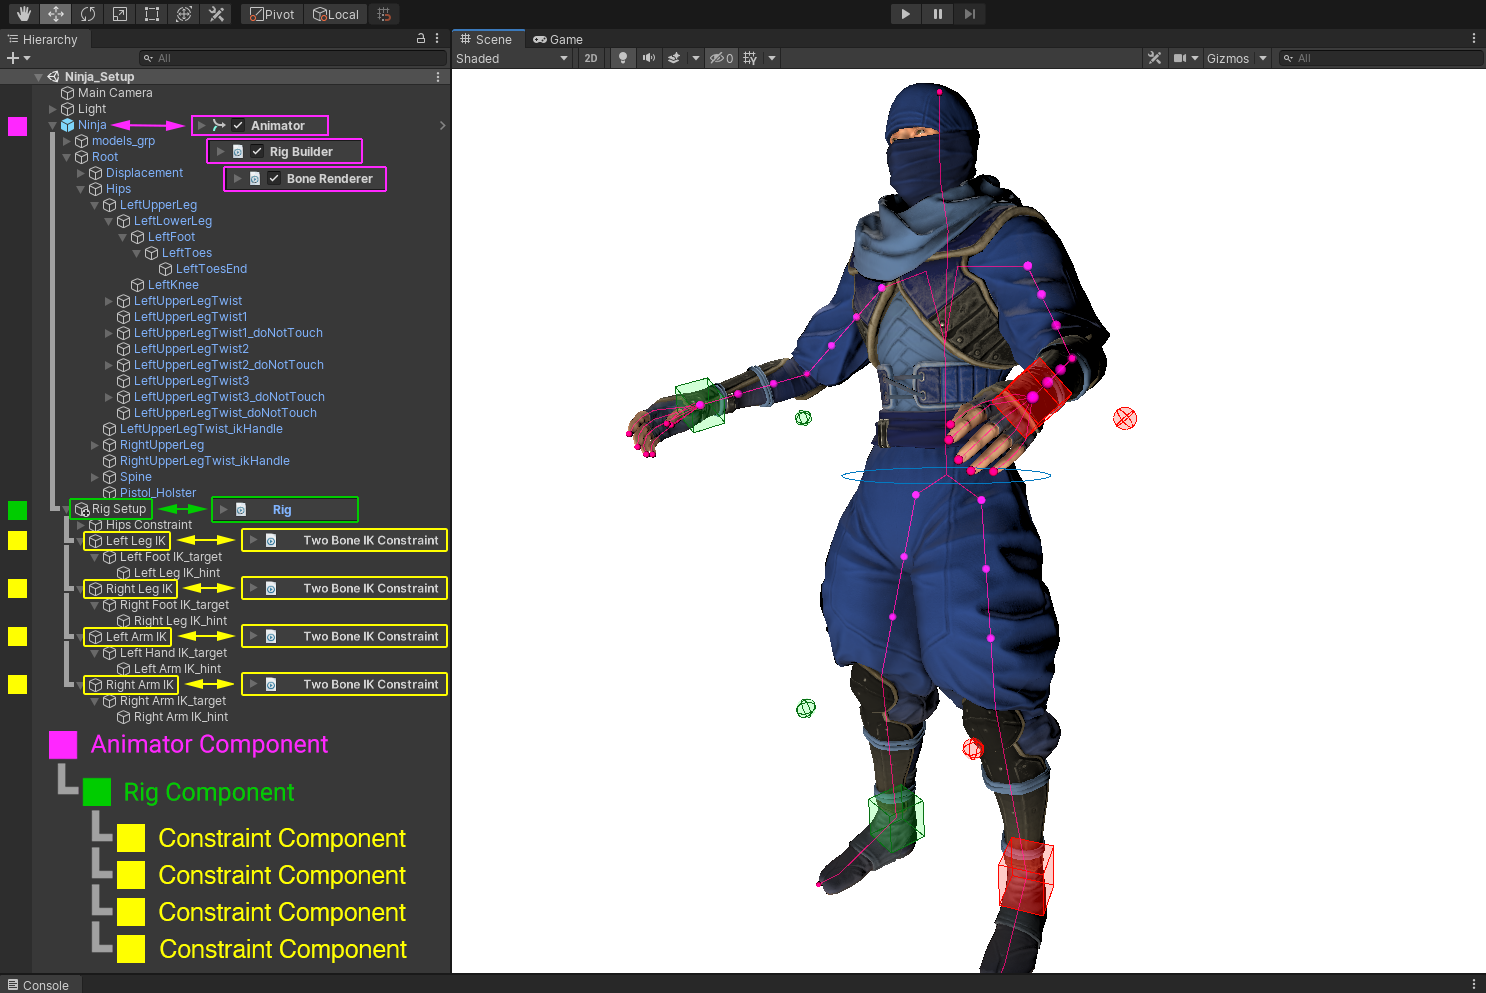 Pivot
Local
Hierarchy
All
Scene
Game
Shaded
2D
0
Gizmos
All
Ninja_Setup
Main Camera
Light
Ninja
Animator
models_grp
Rig Builder
Root
Displacement
Bone Renderer
Hips
LeftUpperLeg
LeftLowerLeg
LeftFoot
LeftToes
LeftToesEnd
LeftKnee
LeftUpperLegTwist
LeftUpperLegTwist1
LeftUpperLegTwist1_doNotTouch
LeftUpperLegTwist2
LeftUpperLegTwist2_doNotTouch
LeftUpperLegTwist3
LeftUpperLegTwist3_doNotTouch
LeftUpperLegTwist_doNotTouch
LeftUpperLegTwist_ikHandle
RightUpperLeg
RightUpperLegTwist_ikHandle
Spine
Pistol_Holster
Rig Setup
Rig
Hips Constraint
Left Leg IK
Two Bone IK Constraint
Left Foot IK_target
Left Leg IK_hint
Right Leg IK
Two Bone IK Constraint
Right Foot IK_target
Right Leg IK_hint
Left Arm IK
Two Bone IK Constraint
Left Hand IK_target
Left Arm IK_hint
Right Arm IK
Two Bone IK Constraint
Right Arm IK_target
Right Arm IK_hint
Animator Component
Rig Component
Constraint Component
Constraint Component
Constraint Component
Constraint Component
Console